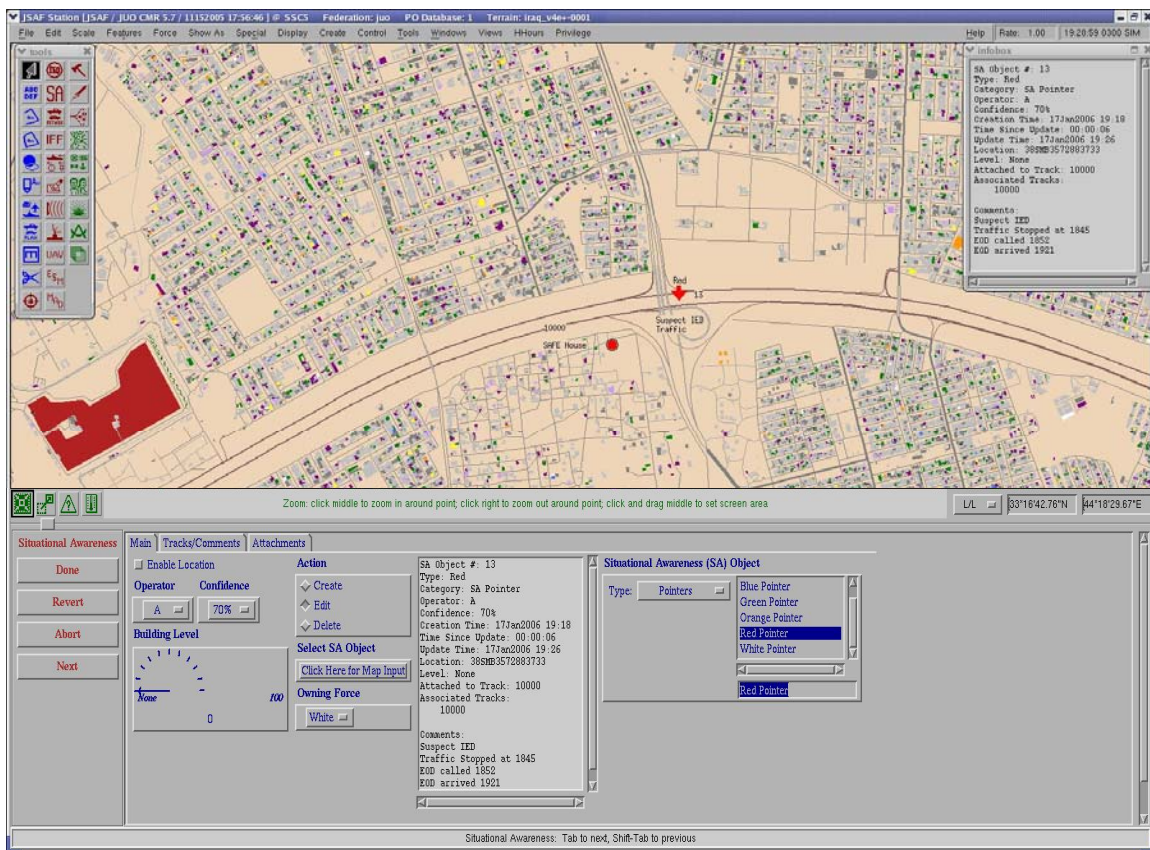 JSAF Station [JSAF / JUO CMR 5.7 / 11152005 17:56:46] @ SSC5 Federation: juo PO Database: 1 Terrain: iraq_v4e+-0001
File Edit Scale Features Force Show As Special Display Create Control Tools Windows Views HHours Privilege Help Rate: 1.00 19:20:59 0300 SIM
tools
ABC
DEF
SA
IFF
UAV
infobox
SA Object #: 13
Type: Red
Category: SA Pointer
Operator: A
Confidence: 70%
Creation Time: 17Jan2006 19:18
Time Since Update: 00:00:06
Update Time: 17Jan2006 19:26
Location: 38SMB3572883733
Level: None
Attached to Track: 10000
Associated Tracks:
10000
Comments:
Suspect IED
Traffic Stopped at 1845
EOD called 1852
EOD arrived 1921
Red
13
Suspect IED
Traffic
10000
SAFE House
Zoom: click middle to zoom in around point; click right to zoom out around point; click and drag middle to set screen area
L/L 33°16'42.76"N 44°18'29.67"E
Situational Awareness
Done
Revert
Abort
Next
Main Tracks/Comments Attachments
Enable Location
Operator Confidence
A 70%
Building Level
None 100
0
Action
Create
Edit
Delete
Select SA Object
Click Here for Map Input
Owning Force
White
SA Object #: 13
Type: Red
Category: SA Pointer
Operator: A
Confidence: 70%
Creation Time: 17Jan2006 19:18
Time Since Update: 00:00:06
Update Time: 17Jan2006 19:26
Location: 38SMB3572883733
Level: None
Attached to Track: 10000
Associated Tracks:
10000
Comments:
Suspect IED
Traffic Stopped at 1845
EOD called 1852
EOD arrived 1921
Situational Awareness (SA) Object
Type: Pointers
Blue Pointer
Green Pointer
Orange Pointer
Red Pointer
White Pointer
Red Pointer
Situational Awareness: Tab to next, Shift-Tab to previous